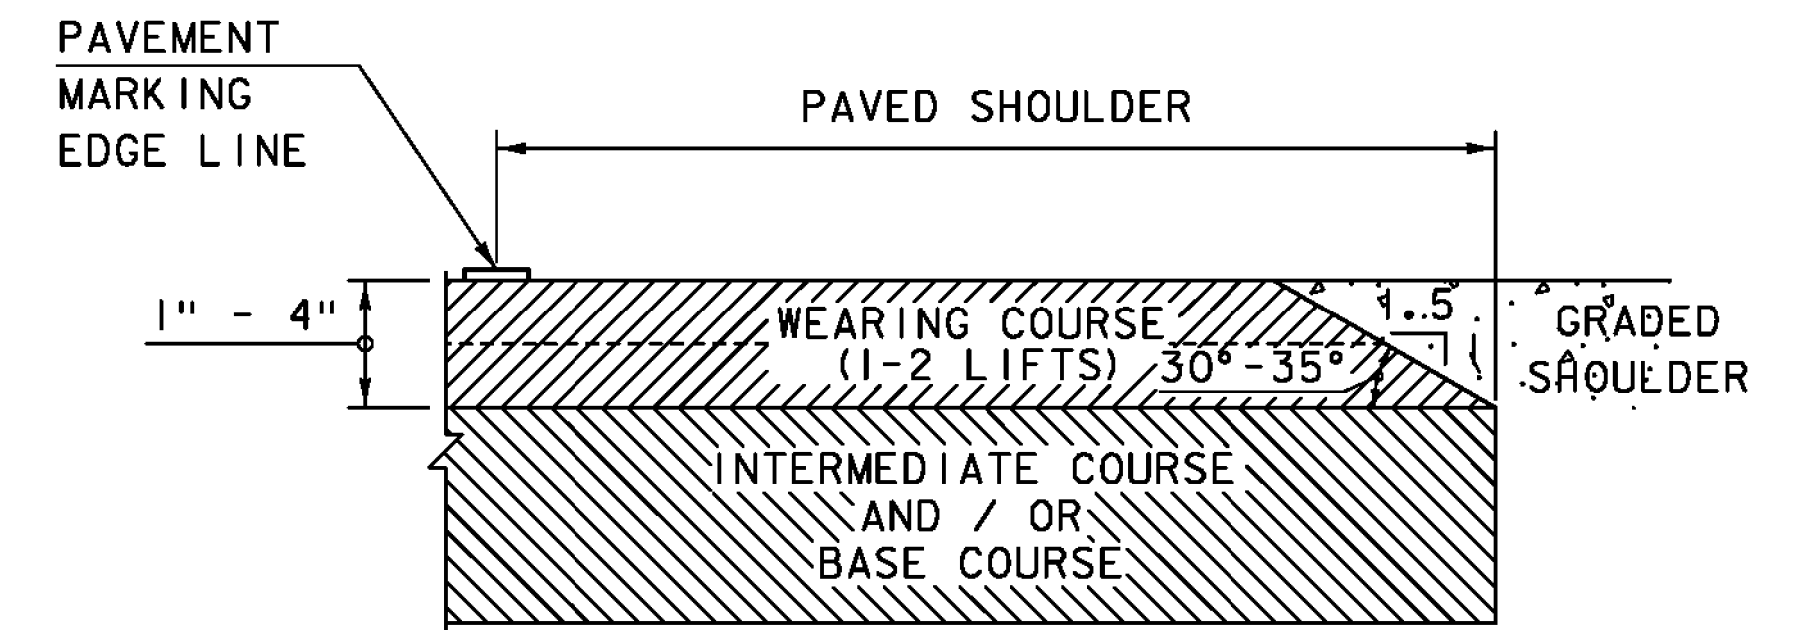 PAVEMENT
MARKING
EDGE LINE
PAVED SHOULDER
1" - 4"
WEARING COURSE
(1-2 LIFTS)
30°-35°
1.5
1
GRADED
SHOULDER
INTERMEDIATE COURSE
AND / OR
BASE COURSE